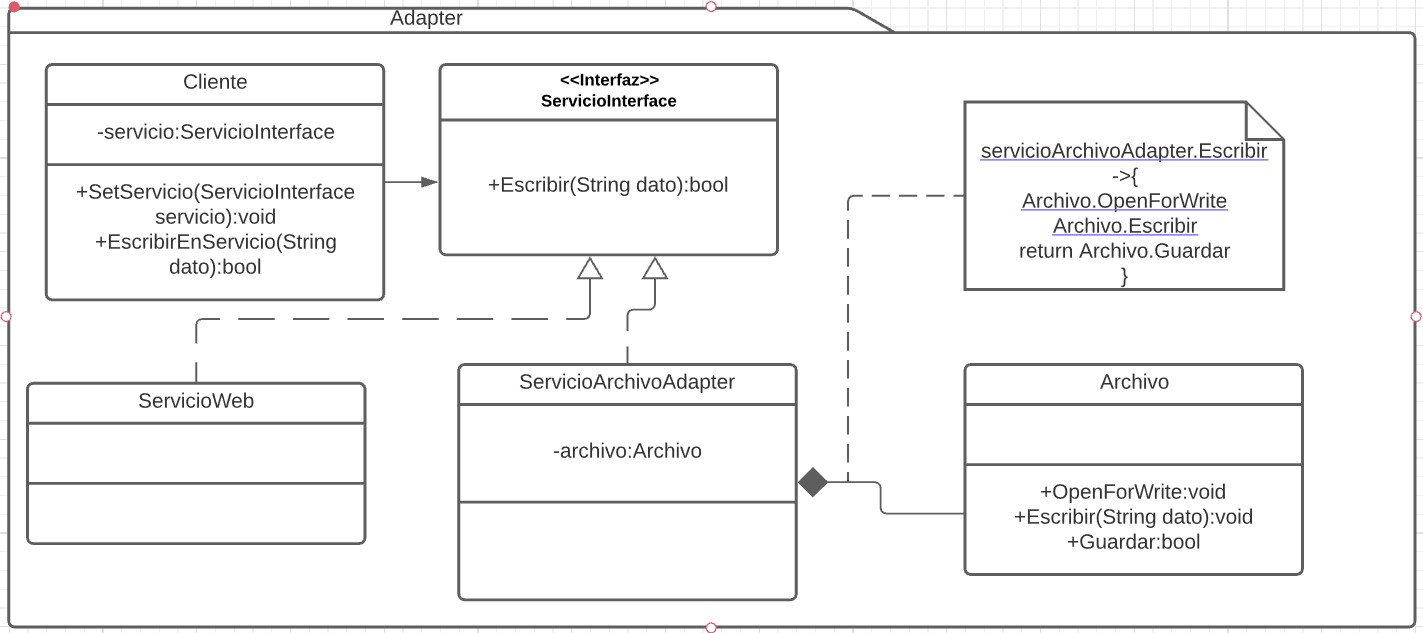 Adapter
Cliente
-servicio:ServicioInterface
+SetServicio(ServicioInterface
servicio):void
+EscribirEnServicio(String
dato):bool
<<Interfaz>>
ServicioInterface
+Escribir(String dato):bool
servicioArchivoAdapter.Escribir
->{
Archivo.OpenForWrite
Archivo.Escribir
return Archivo.Guardar
}
ServicioWeb
ServicioArchivoAdapter
-archivo:Archivo
Archivo
+OpenForWrite:void
+Escribir(String dato):void
+Guardar:bool